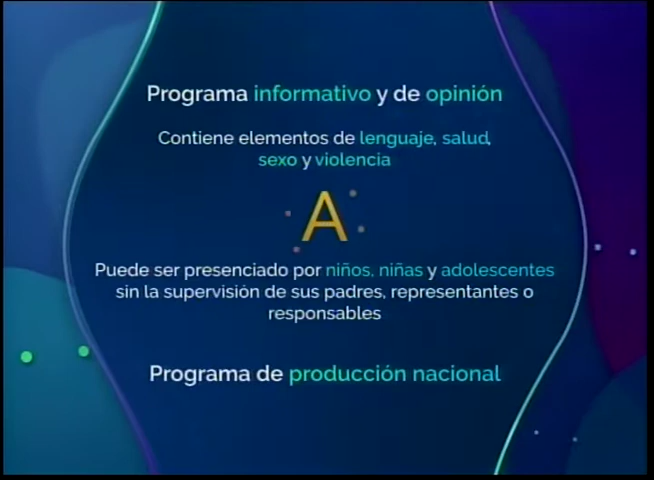 Programa informativo y de opinión
Contiene elementos de lenguaje, salud,
sexo y violencia
A
Puede ser presenciado por niños, niñas y adolescentes
sin la supervisión de sus padres, representantes o
responsables
Programa de producción nacional